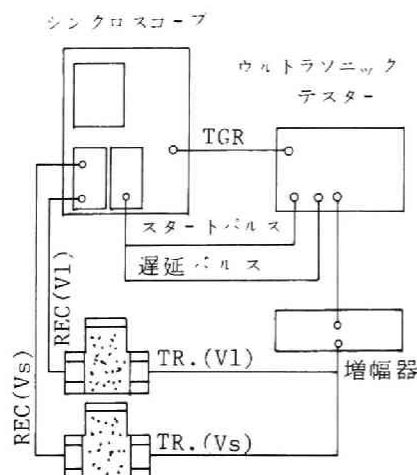 シンクロスコープ
ウルトラソニック
テスター
TGR
スタートパルス
遅延パルス
REC(Vl)
REC(Vs)
TR.(Vl)
増幅器
TR.(Vs)